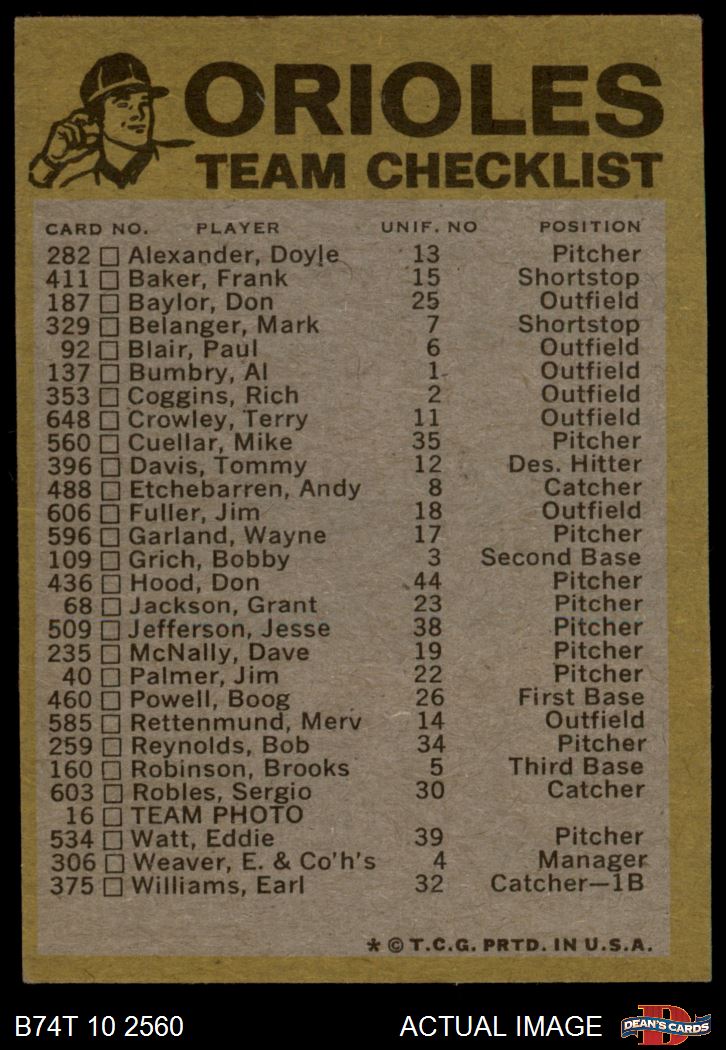 ORIOLES
TEAM CHECKLIST
CARD NO. PLAYER UNIF. NO POSITION
282 Alexander, Doyle 13 Pitcher
411 Baker, Frank 15 Shortstop
187 Baylor, Don 25 Outfield
329 Belanger, Mark 7 Shortstop
92 Blair, Paul 6 Outfield
137 Bumbry, Al 1 Outfield
353 Coggins, Rich 2 Outfield
648 Crowley, Terry 11 Outfield
560 Cuellar, Mike 35 Pitcher
396 Davis, Tommy 12 Des. Hitter
488 Etchebarren, Andy 8 Catcher
606 Fuller, Jim 18 Outfield
596 Garland, Wayne 17 Pitcher
109 Grich, Bobby 3 Second Base
436 Hood, Don 44 Pitcher
68 Jackson, Grant 23 Pitcher
509 Jefferson, Jesse 38 Pitcher
235 McNally, Dave 19 Pitcher
40 Palmer, Jim 22 Pitcher
460 Powell, Boog 26 First Base
585 Rettenmund, Merv 14 Outfield
259 Reynolds, Bob 34 Pitcher
160 Robinson, Brooks 5 Third Base
603 Robles, Sergio 30 Catcher
16 TEAM PHOTO
534 Watt, Eddie 39 Pitcher
306 Weaver, E. & Co'h's 4 Manager
375 Williams, Earl 32 Catcher—1B
* © T.C.G. PRTD. IN U.S.A.
B74T 10 2560 ACTUAL IMAGE
DEAN'S CARDS